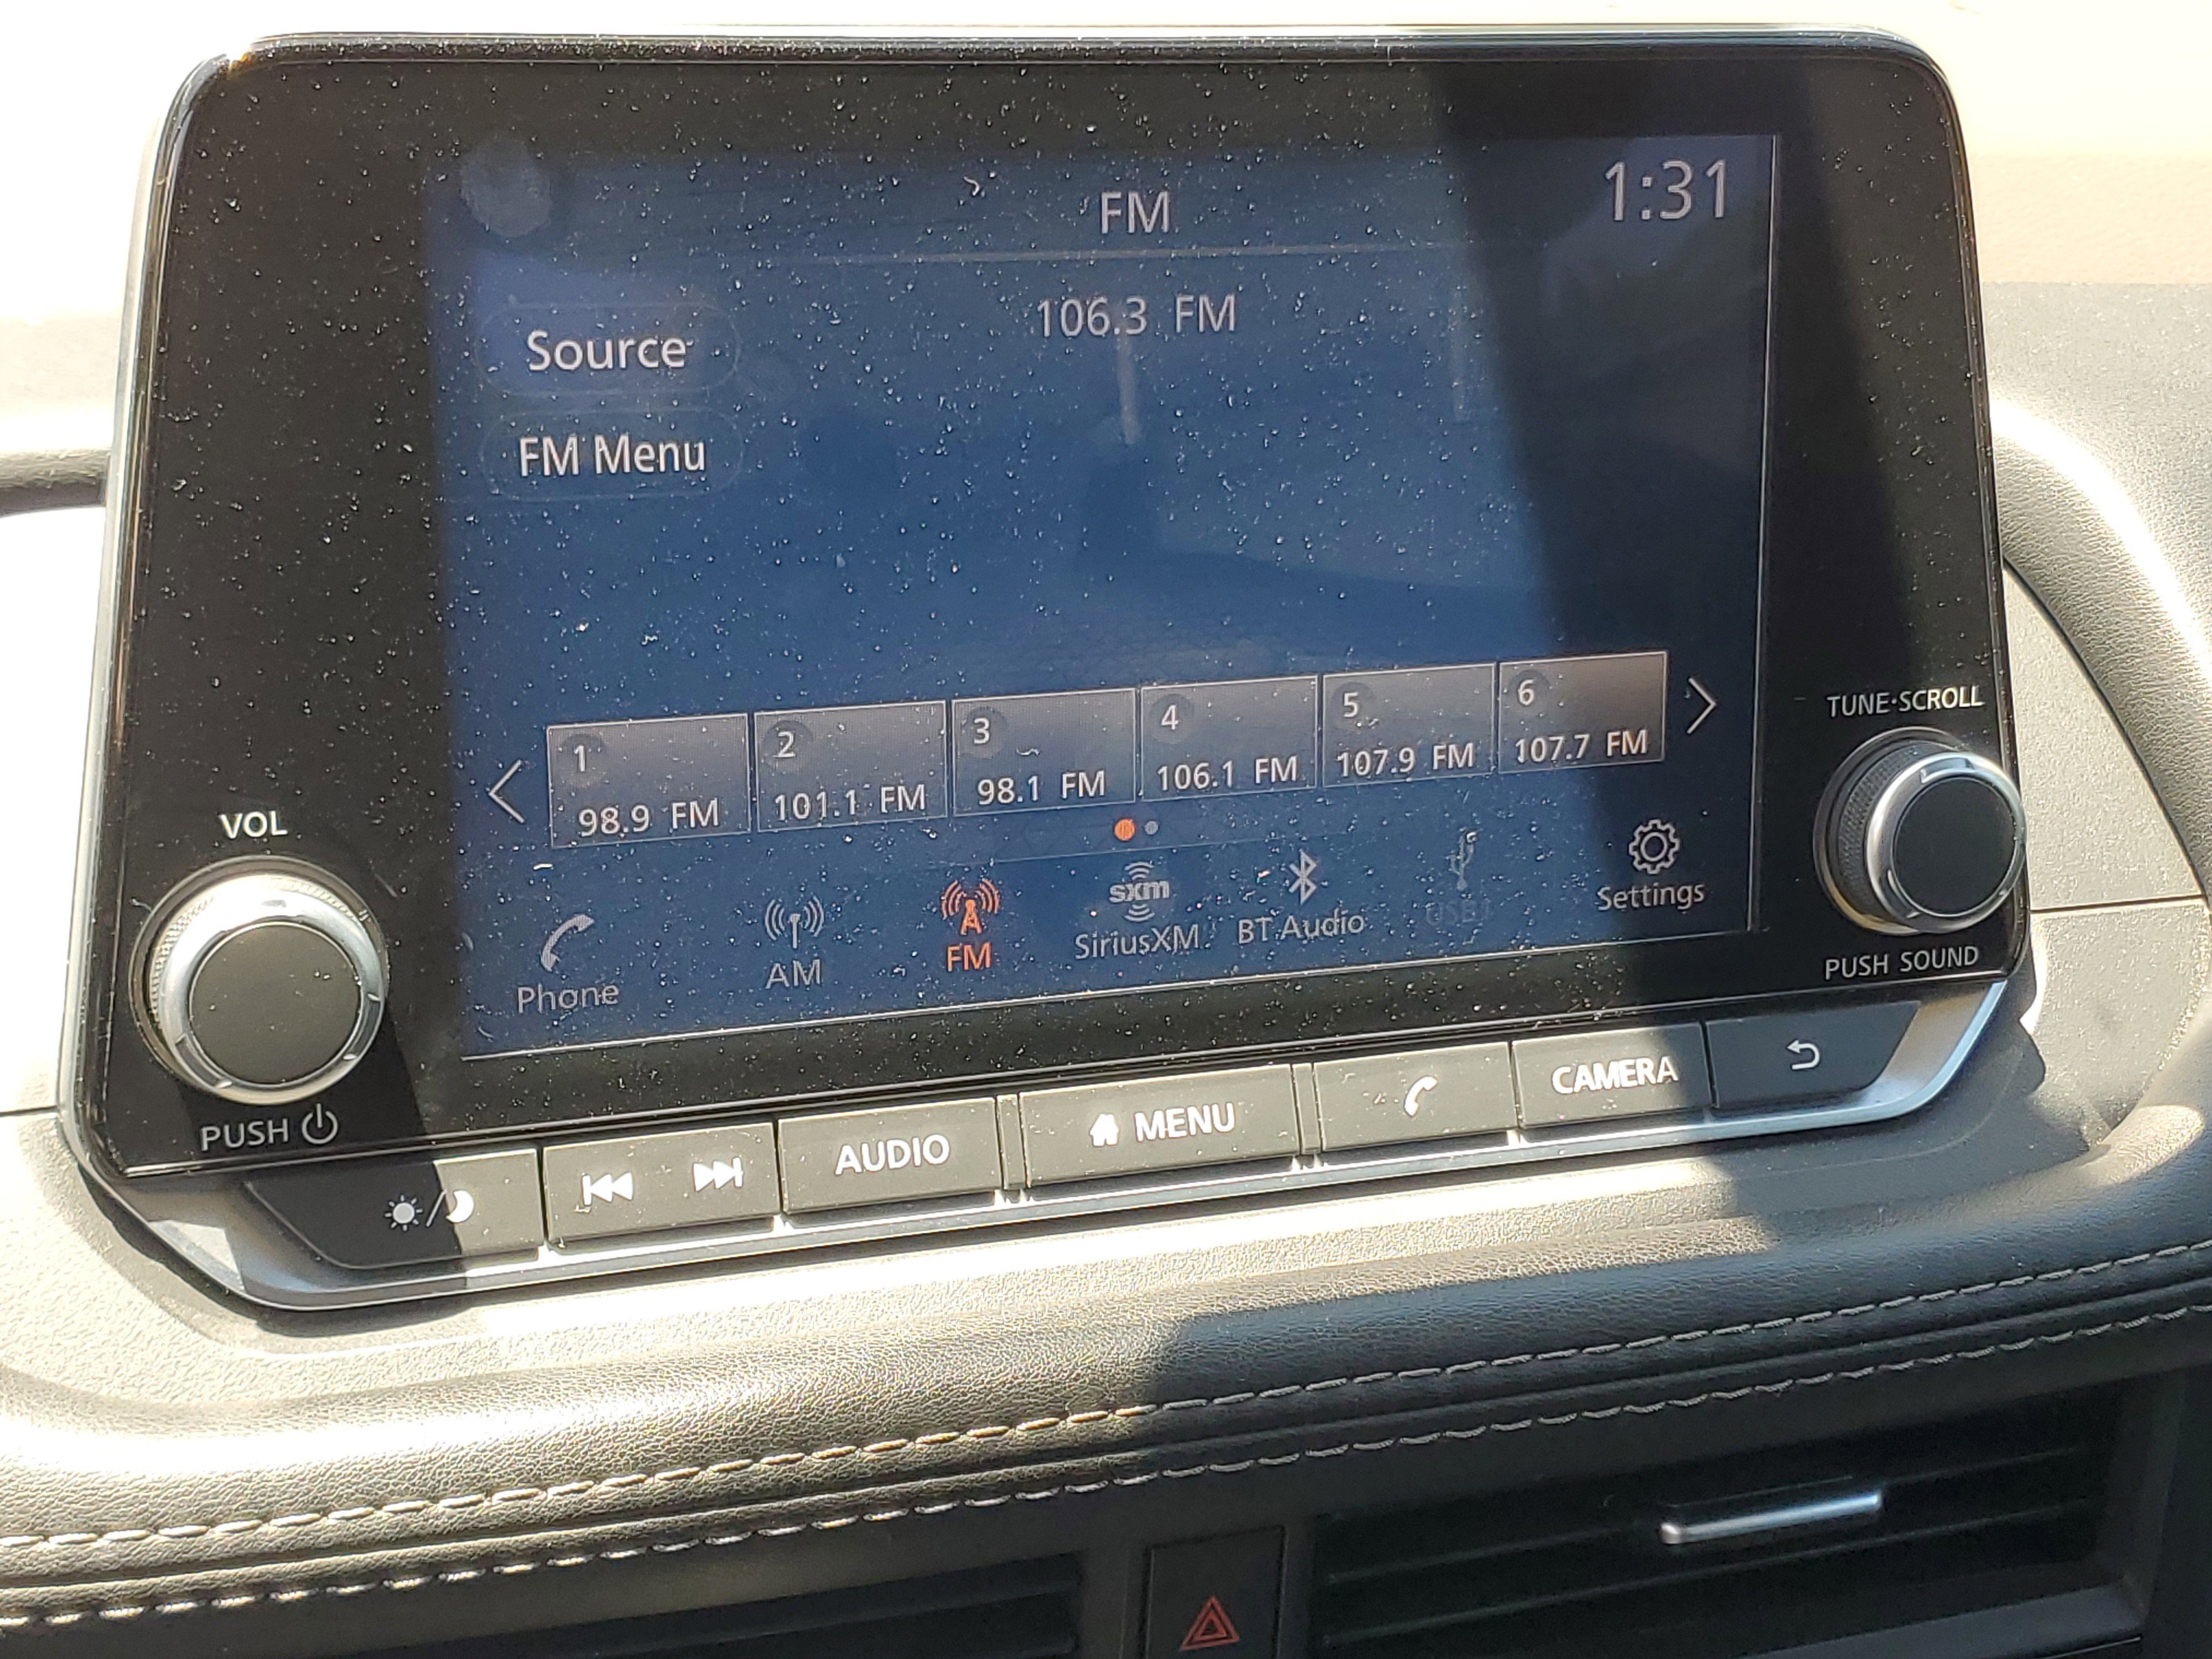 FM
1:31
106.3 FM
Source
FM Menu
1
98.9 FM
2
101.1 FM
3
98.1 FM
4
106.1 FM
5
107.9 FM
6
107.7 FM
Phone
AM
FM
sxm
SiriusXM
BT Audio
Settings
VOL
PUSH
TUNE·SCROLL
PUSH SOUND
AUDIO
MENU
CAMERA